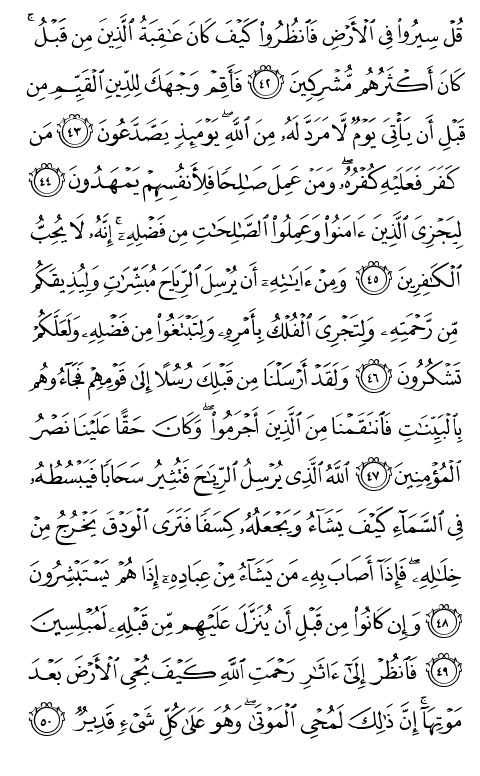 قُلۡ سِيرُواْ فِي ٱلۡأَرۡضِ فَٱنظُرُواْ كَيۡفَ كَانَ عَٰقِبَةُ ٱلَّذِينَ مِن قَبۡلُۚ
كَانَ أَكۡثَرُهُم مُّشۡرِكِينَ ٤٢ فَأَقِمۡ وَجۡهَكَ لِلدِّينِ ٱلۡقَيِّمِ مِن
قَبۡلِ أَن يَأۡتِيَ يَوۡمٞ لَّا مَرَدَّ لَهُۥ مِنَ ٱللَّهِۖ يَوۡمَئِذٖ يَصَّدَّعُونَ ٤٣ مَن
كَفَرَ فَعَلَيۡهِ كُفۡرُهُۥۖ وَمَنۡ عَمِلَ صَٰلِحٗا فَلِأَنفُسِهِمۡ يَمۡهَدُونَ ٤٤
لِيَجۡزِيَ ٱلَّذِينَ ءَامَنُواْ وَعَمِلُواْ ٱلصَّٰلِحَٰتِ مِن فَضۡلِهِۦٓۚ إِنَّهُۥ لَا يُحِبُّ
ٱلۡكَٰفِرِينَ ٤٥ وَمِنۡ ءَايَٰتِهِۦٓ أَن يُرۡسِلَ ٱلرِّيَاحَ مُبَشِّرَٰتٖ وَلِيُذِيقَكُم
مِّن رَّحۡمَتِهِۦ وَلِتَجۡرِيَ ٱلۡفُلۡكُ بِأَمۡرِهِۦ وَلِتَبۡتَغُواْ مِن فَضۡلِهِۦ وَلَعَلَّكُمۡ
تَشۡكُرُونَ ٤٦ وَلَقَدۡ أَرۡسَلۡنَا مِن قَبۡلِكَ رُسُلًا إِلَىٰ قَوۡمِهِمۡ فَجَآءُوهُم
بِٱلۡبَيِّنَٰتِ فَٱنتَقَمۡنَا مِنَ ٱلَّذِينَ أَجۡرَمُواْۖ وَكَانَ حَقًّا عَلَيۡنَا نَصۡرُ
ٱلۡمُؤۡمِنِينَ ٤٧ ٱللَّهُ ٱلَّذِي يُرۡسِلُ ٱلرِّيَٰحَ فَتُثِيرُ سَحَابٗا فَيَبۡسُطُهُۥ
فِي ٱلسَّمَآءِ كَيۡفَ يَشَآءُ وَيَجۡعَلُهُۥ كِسَفٗا فَتَرَى ٱلۡوَدۡقَ يَخۡرُجُ مِنۡ
خِلَٰلِهِۦۖ فَإِذَآ أَصَابَ بِهِۦ مَن يَشَآءُ مِنۡ عِبَادِهِۦٓ إِذَا هُمۡ يَسۡتَبۡشِرُونَ
٤٨ وَإِن كَانُواْ مِن قَبۡلِ أَن يُنَزَّلَ عَلَيۡهِم مِّن قَبۡلِهِۦ لَمُبۡلِسِينَ
٤٩ فَٱنظُرۡ إِلَىٰٓ ءَاثَٰرِ رَحۡمَتِ ٱللَّهِ كَيۡفَ يُحۡيِ ٱلۡأَرۡضَ بَعۡدَ
مَوۡتِهَآۚ إِنَّ ذَٰلِكَ لَمُحۡيِ ٱلۡمَوۡتَىٰۖ وَهُوَ عَلَىٰ كُلِّ شَيۡءٖ قَدِيرٞ ٥٠